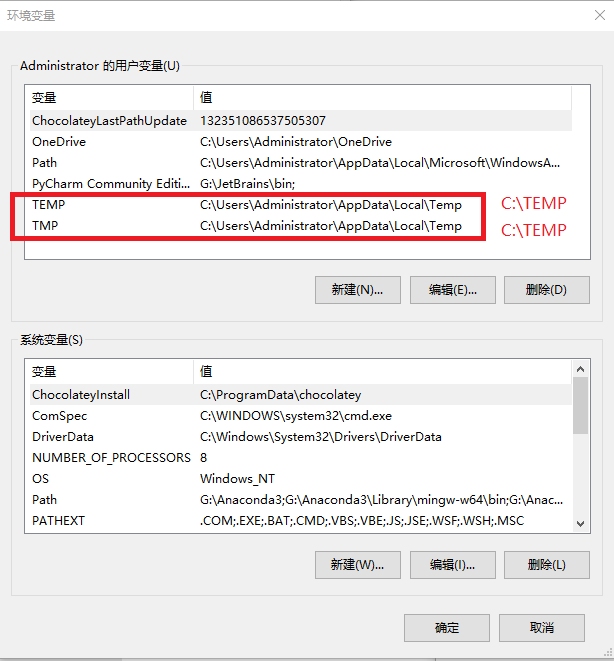 环境变量
Administrator 的用户变量(U)
变量 值
ChocolateyLastPathUpdate 132351086537505307
OneDrive C:\Users\Administrator\OneDrive
Path C:\Users\Administrator\AppData\Local\Microsoft\WindowsA...
PyCharm Community Editi... G:\JetBrains\bin;
TEMP C:\Users\Administrator\AppData\Local\Temp C:\TEMP
TMP C:\Users\Administrator\AppData\Local\Temp C:\TEMP
新建(N)... 编辑(E)... 删除(D)
系统变量(S)
变量 值
ChocolateyInstall C:\ProgramData\chocolatey
ComSpec C:\WINDOWS\system32\cmd.exe
DriverData C:\Windows\System32\Drivers\DriverData
NUMBER_OF_PROCESSORS 8
OS Windows_NT
Path G:\Anaconda3;G:\Anaconda3\Library\mingw-w64\bin;G:\Anac...
PATHEXT .COM;.EXE;.BAT;.CMD;.VBS;.VBE;.JS;.JSE;.WSF;.WSH;.MSC
新建(W)... 编辑(I)... 删除(L)
确定 取消